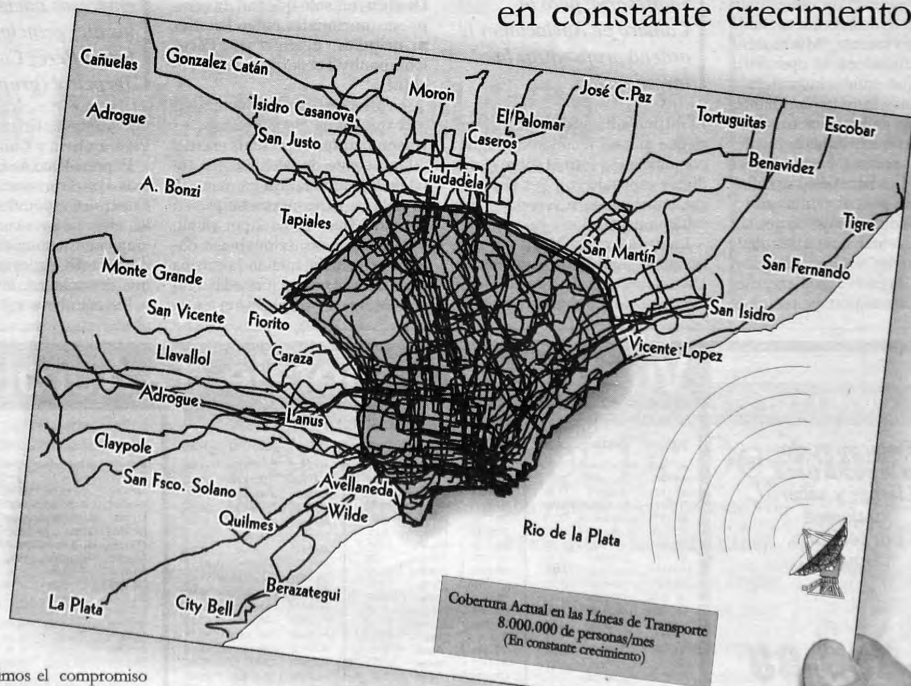 en constante crecimento
Cañuelas
Gonzalez Catán
Moron
José C.Paz
Tortuguitas
Escobar
Adrogue
Isidro Casanova
El Palomar
San Justo
Caseros
Benavidez
A. Bonzi
Ciudadela
Tapiales
Tigre
San Martín
San Fernando
Monte Grande
San Vicente
Fiorito
San Isidro
Llavallol
Caraza
Vicente Lopez
Adrogue
Lanus
Claypole
San Fsco. Solano
Avellaneda
Quilmes
Wilde
Rio de la Plata
Berazategui
La Plata
City Bell
Cobertura Actual en las Líneas de Transporte
8.000.000 de personas/mes
(En constante crecimiento)
imos el compromiso